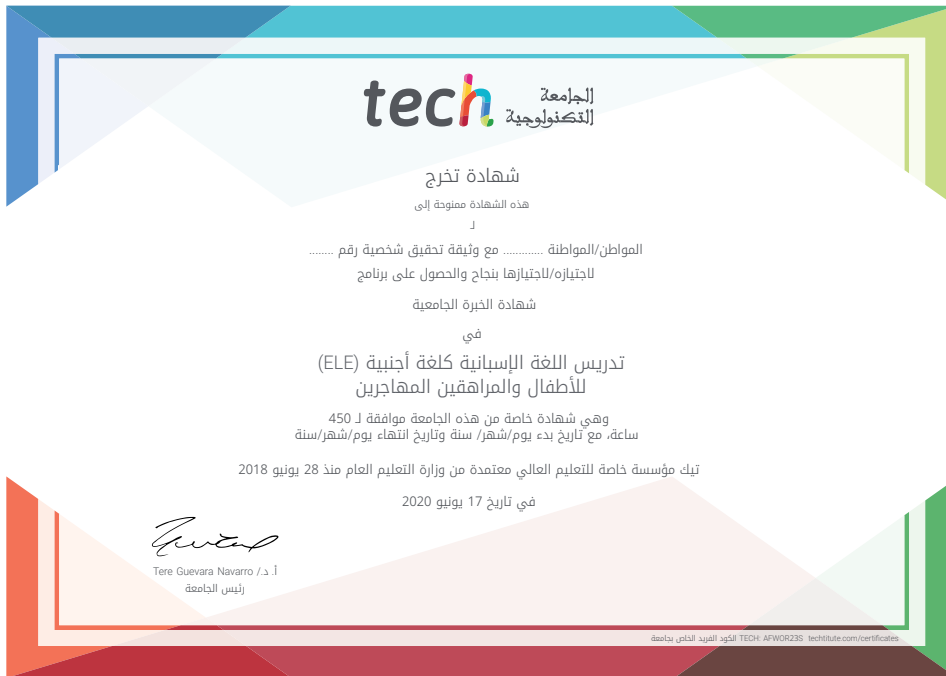 tech الجامعة
التكنولوجية
شهادة تخرج
هذه الشهادة ممنوحة إلى
لـ
المواطن/المواطنة ............. مع وثيقة تحقيق شخصية رقم ........
لاجتيازه/لاجتيازها بنجاح والحصول على برنامج
شهادة الخبرة الجامعية
في
تدريس اللغة الإسبانية كلغة أجنبية (ELE)
للأطفال والمراهقين المهاجرين
وهي شهادة خاصة من هذه الجامعة موافقة لـ 450
ساعة، مع تاريخ بدء يوم/شهر/ سنة وتاريخ انتهاء يوم/شهر/سنة
تيك مؤسسة خاصة للتعليم العالي معتمدة من وزارة التعليم العام منذ 28 يونيو 2018
في تاريخ 17 يونيو 2020
أ. د./ Tere Guevara Navarro
رئيس الجامعة
الكود الفريد الخاص بجامعة TECH: AFWOR23S techtitute.com/certificates